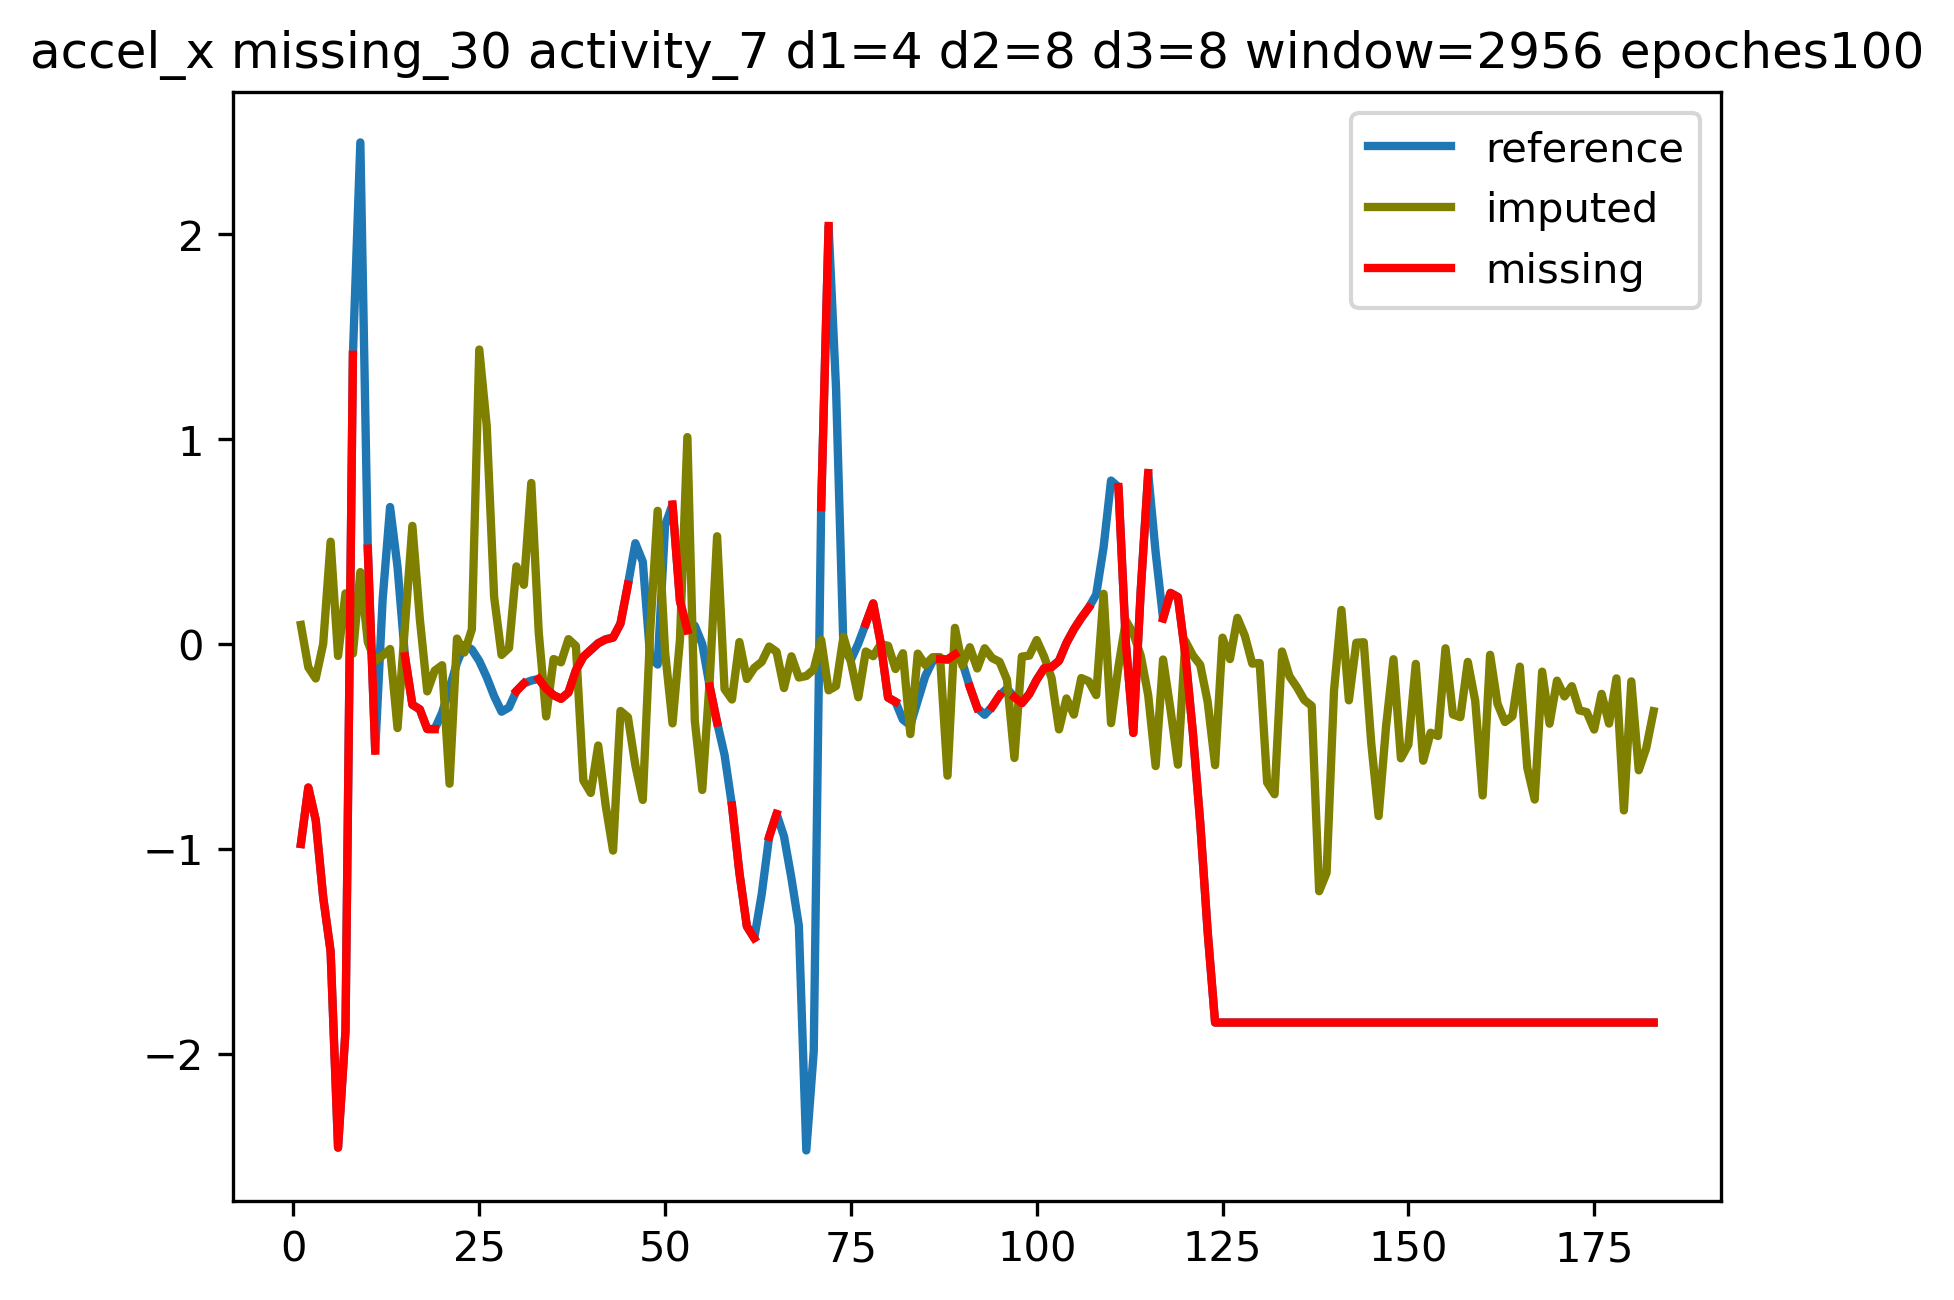 accel_x missing_30 activity_7 d1=4 d2=8 d3=8 window=2956 epoches100
reference
imputed
missing
2
1
0
−1
−2
0 25 50 75 100 125 150 175